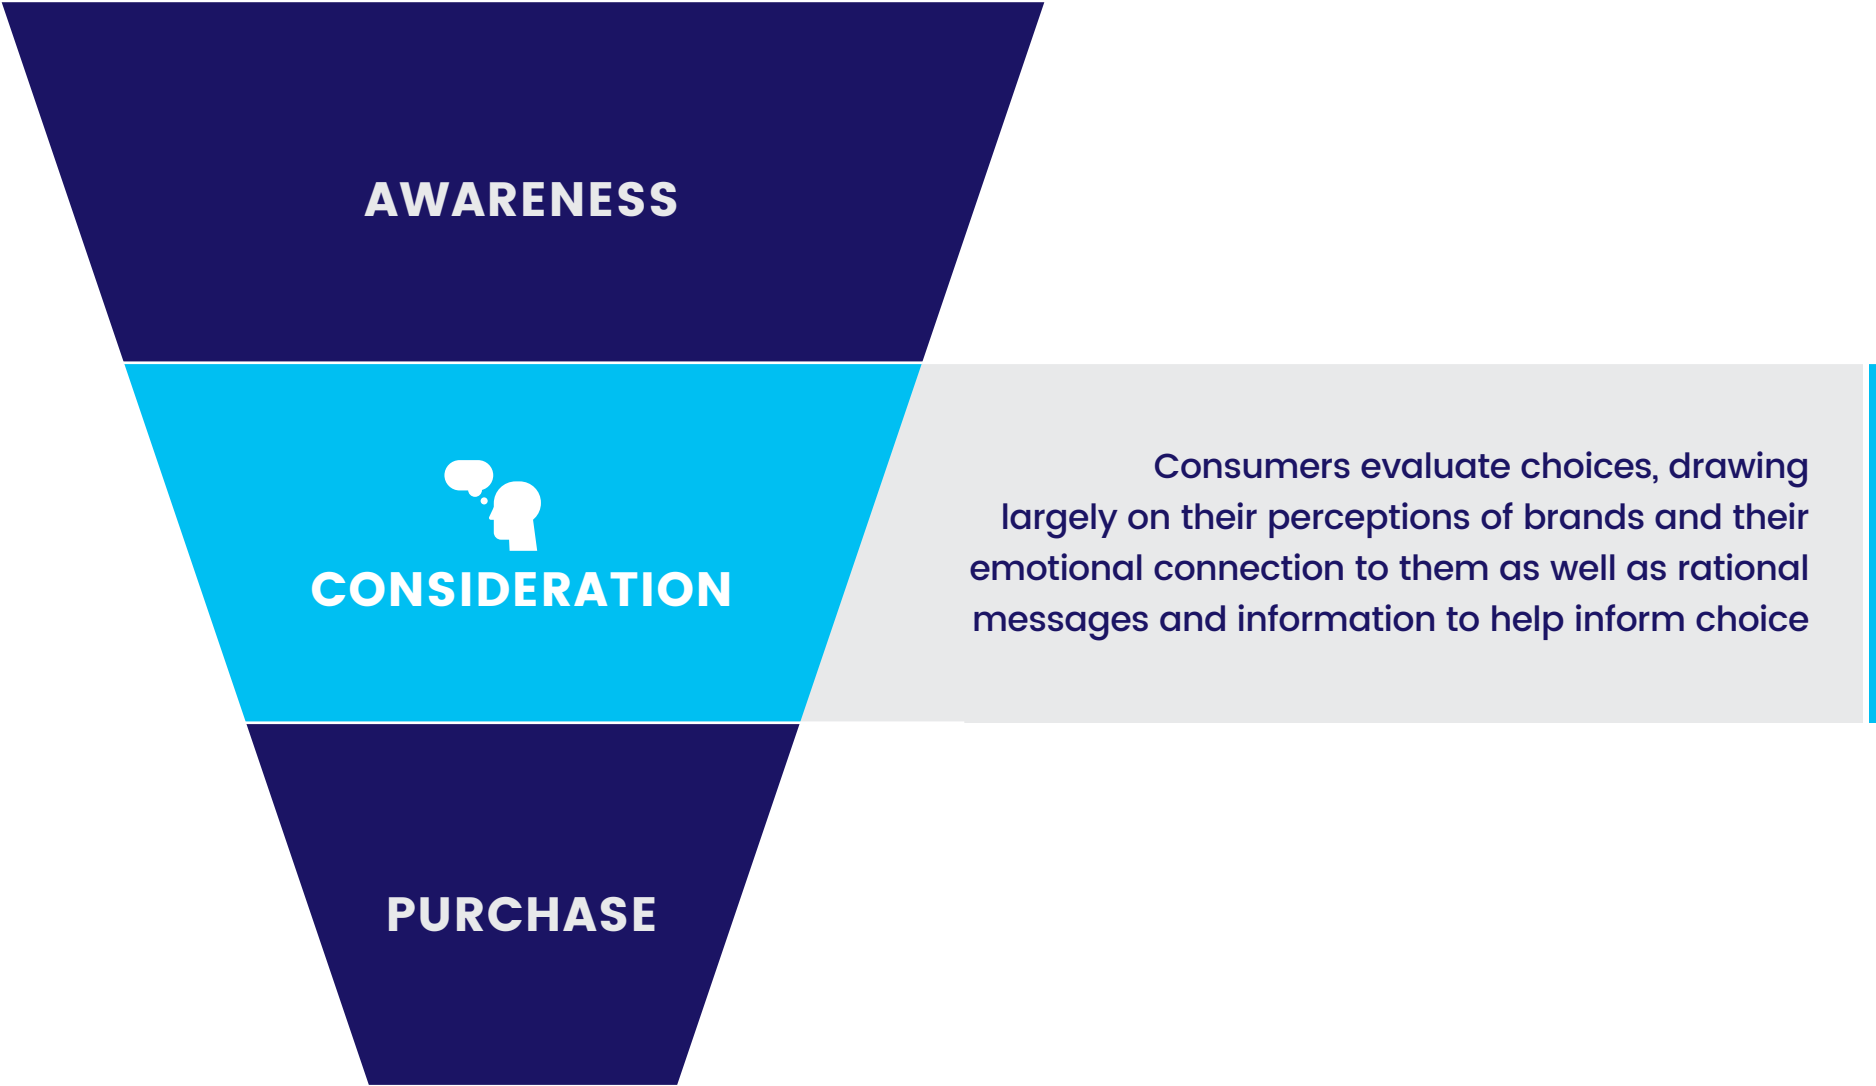 AWARENESS
CONSIDERATION
Consumers evaluate choices, drawing
largely on their perceptions of brands and their
emotional connection to them as well as rational
messages and information to help inform choice
PURCHASE